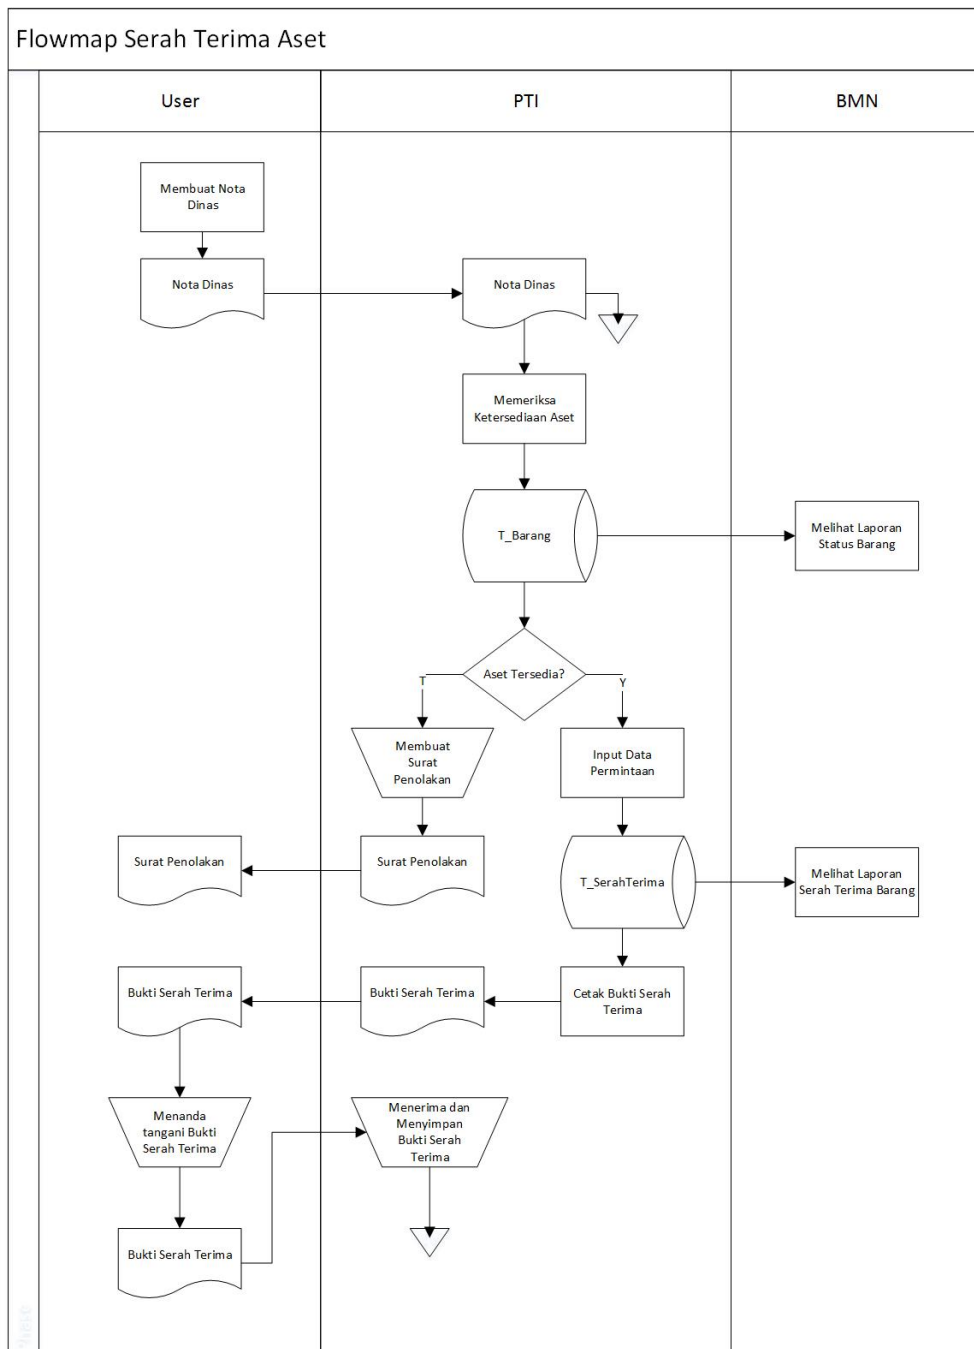 Flowmap Serah Terima Aset
User
PTI
BMN
Membuat Nota
Dinas
Nota Dinas
Nota Dinas
Memeriksa
Ketersediaan Aset
T_Barang
Melihat Laporan
Status Barang
Aset Tersedia?
T
Y
Membuat
Surat
Penolakan
Input Data
Permintaan
Surat Penolakan
Surat Penolakan
T_SerahTerima
Melihat Laporan
Serah Terima Barang
Bukti Serah Terima
Bukti Serah Terima
Cetak Bukti Serah
Terima
Menanda
tangani Bukti
Serah Terima
Menerima dan
Menyimpan
Bukti Serah
Terima
Bukti Serah Terima